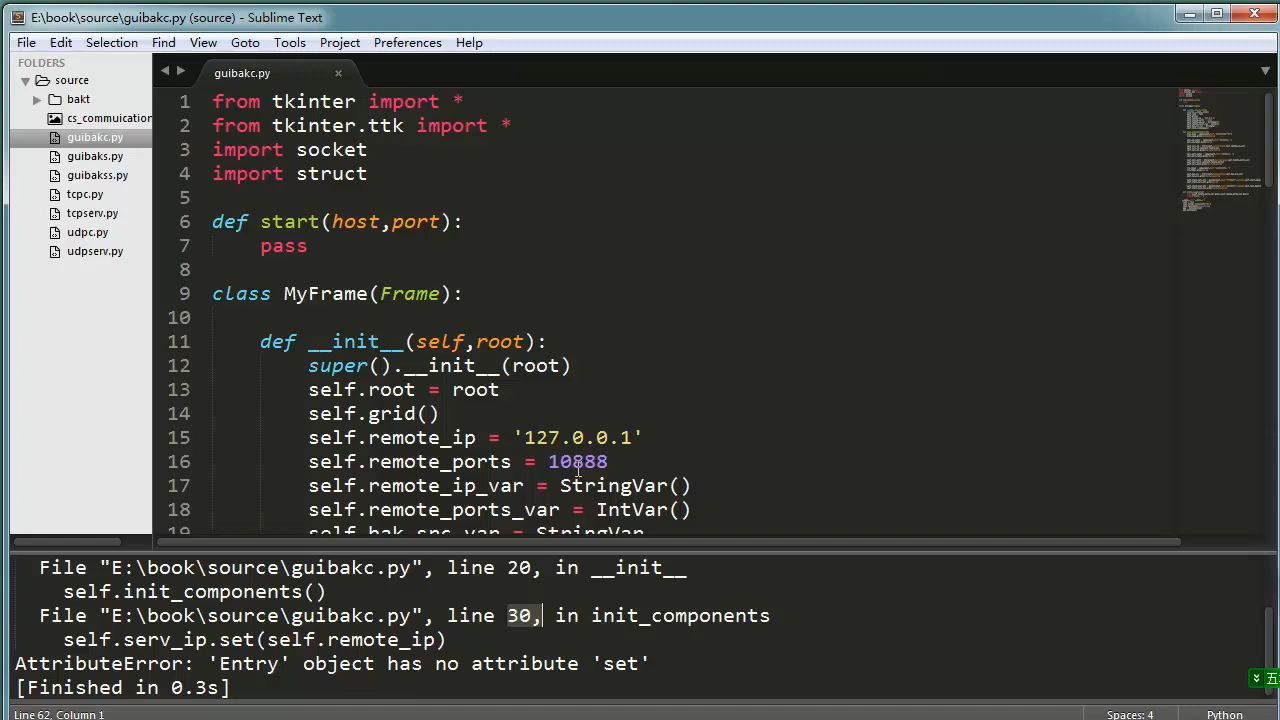 E:\book\source\guibakc.py (source) - Sublime Text
File Edit Selection Find View Goto Tools Project Preferences Help
FOLDERS
source
bakt
cs_commuication
guibakc.py
guibaks.py
guibakss.py
tcpc.py
tcpserv.py
udpc.py
udpserv.py
guibakc.py
1 from tkinter import *
2 from tkinter.ttk import *
3 import socket
4 import struct
5
6 def start(host,port):
7 pass
8
9 class MyFrame(Frame):
10
11 def __init__(self,root):
12 super().__init__(root)
13 self.root = root
14 self.grid()
15 self.remote_ip = '127.0.0.1'
16 self.remote_ports = 10888
17 self.remote_ip_var = StringVar()
18 self.remote_ports_var = IntVar()
19 self.bak_src_var = StringVar
File "E:\book\source\guibakc.py", line 20, in __init__
self.init_components()
File "E:\book\source\guibakc.py", line 30, in init_components
self.serv_ip.set(self.remote_ip)
AttributeError: 'Entry' object has no attribute 'set'
[Finished in 0.3s]
五
Line 62, Column 1
Spaces: 4
Python